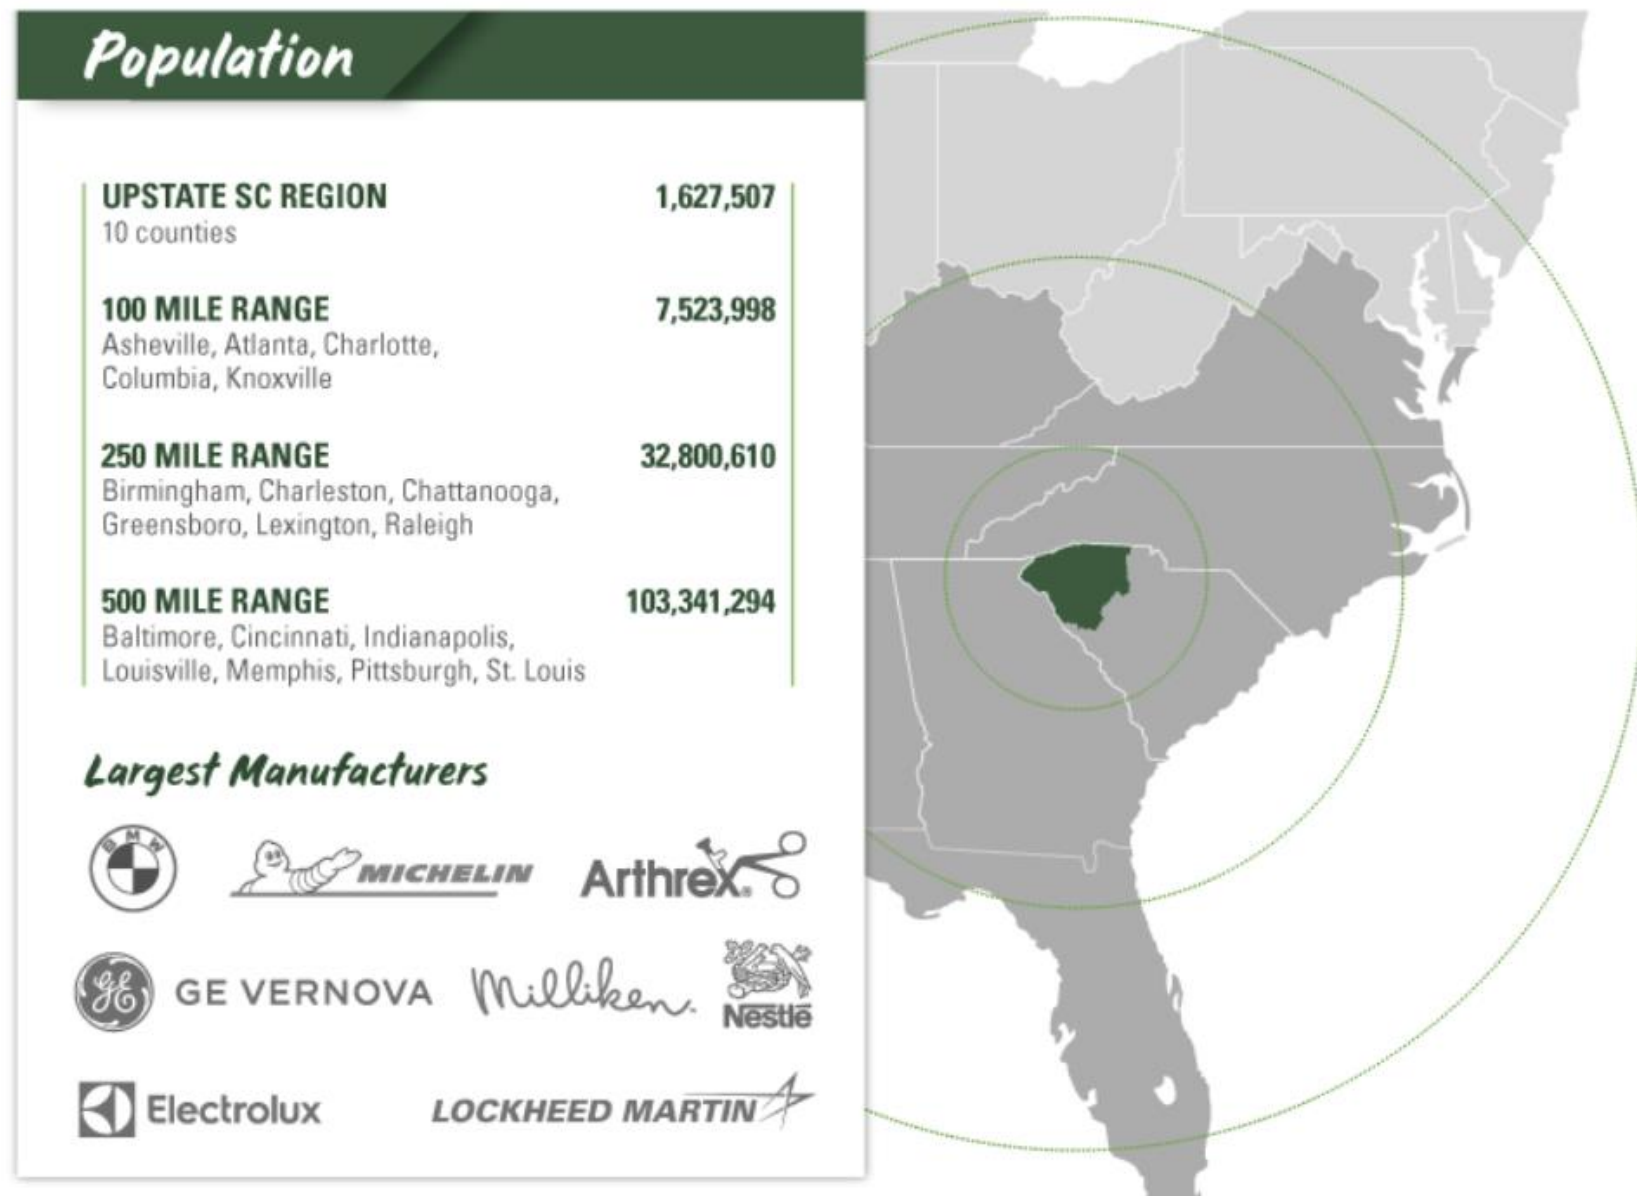 Population
UPSTATE SC REGION 1,627,507
10 counties
100 MILE RANGE 7,523,998
Asheville, Atlanta, Charlotte,
Columbia, Knoxville
250 MILE RANGE 32,800,610
Birmingham, Charleston, Chattanooga,
Greensboro, Lexington, Raleigh
500 MILE RANGE 103,341,294
Baltimore, Cincinnati, Indianapolis,
Louisville, Memphis, Pittsburgh, St. Louis
Largest Manufacturers
BMW MICHELIN Arthrex®
GE GE VERNOVA Milliken. Nestlé
Electrolux LOCKHEED MARTIN